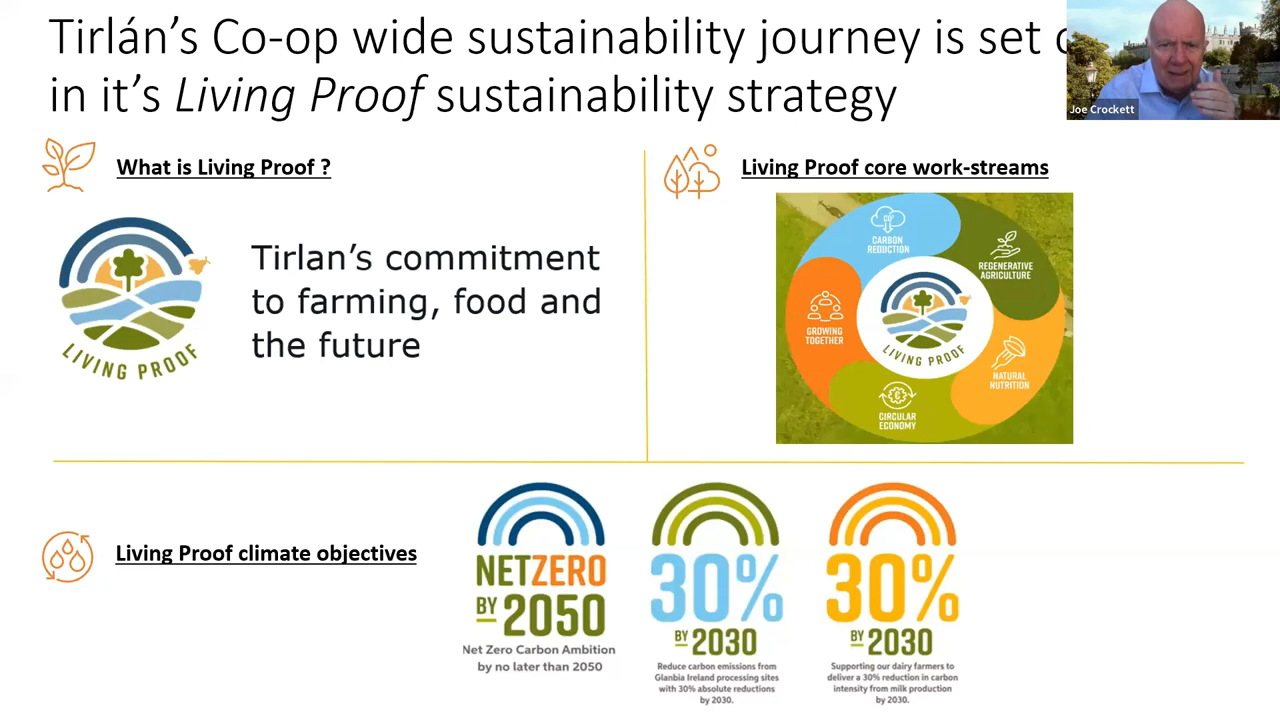 Tirlán's Co-op wide sustainability journey is set
in it's Living Proof sustainability strategy
Joe Crockett
What is Living Proof ?
LIVING PROOF
Tirlan's commitment
to farming, food and
the future
Living Proof core work-streams
CO²
CARBON
REDUCTION
REGENERATIVE
AGRICULTURE
GROWING
TOGETHER
LIVING PROOF
NATURAL
NUTRITION
€
CIRCULAR
ECONOMY
Living Proof climate objectives
NETZERO
BY 2050
Net Zero Carbon Ambition
by no later than 2050
30%
BY 2030
Reduce carbon emissions from
Glanbia Ireland processing sites
with 30% absolute reductions
by 2030.
30%
BY 2030
Supporting our dairy farmers to
deliver a 30% reduction in carbon
intensity from milk production
by 2030.